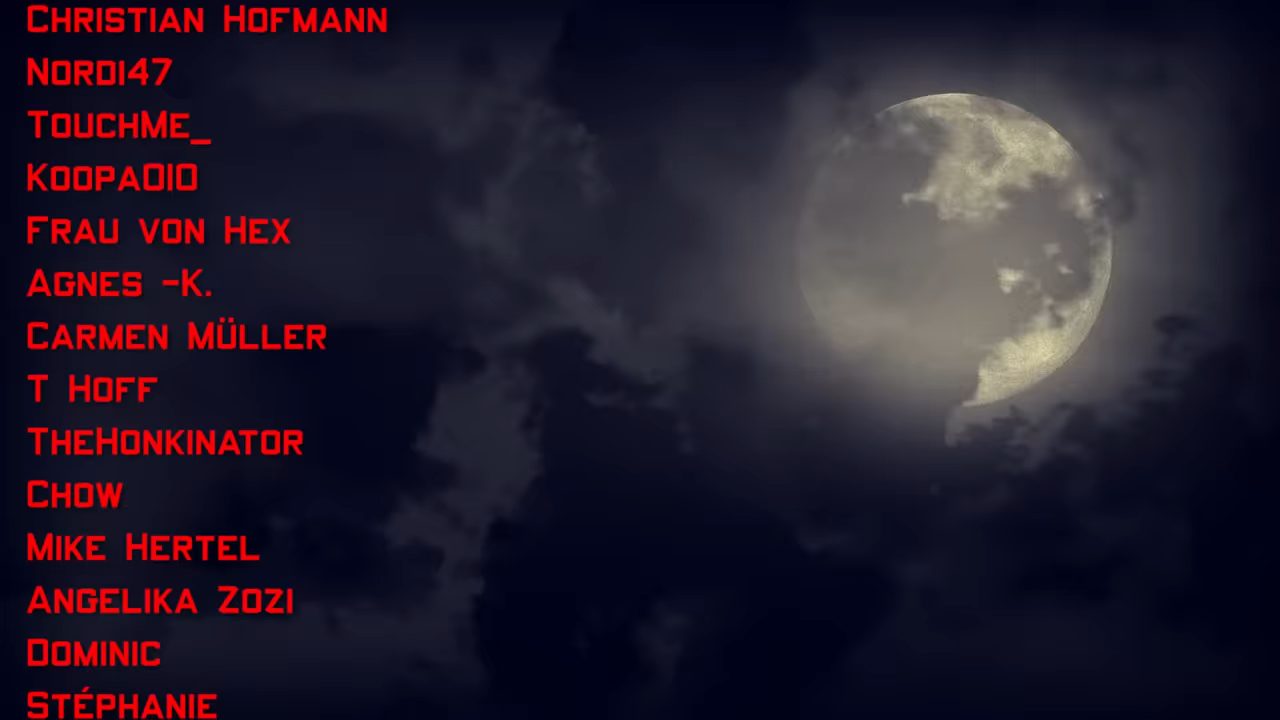 Christian Hofmann
Nordi47
TouchMe_
Koopa010
Frau von Hex
Agnes -K.
Carmen Müller
T Hoff
TheHonkinator
Chow
Mike Hertel
Angelika Zozi
Dominic
Stéphanie